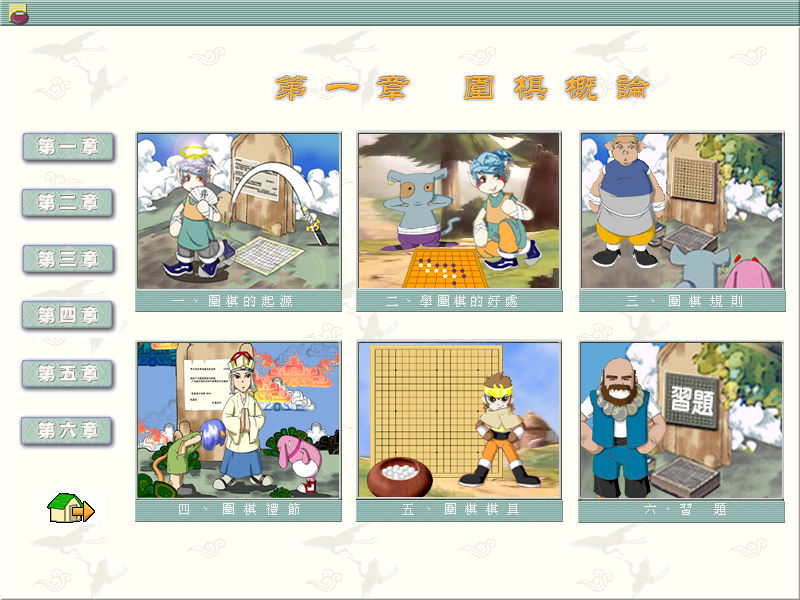 第一章 圍棋概論
第一章
第二章
第三章
第四章
第五章
第六章
一、圍棋的起源
二、學圍棋的好處
三、圍棋規則
習題
四、圍棋禮節
五、圍棋棋具
六、習 題